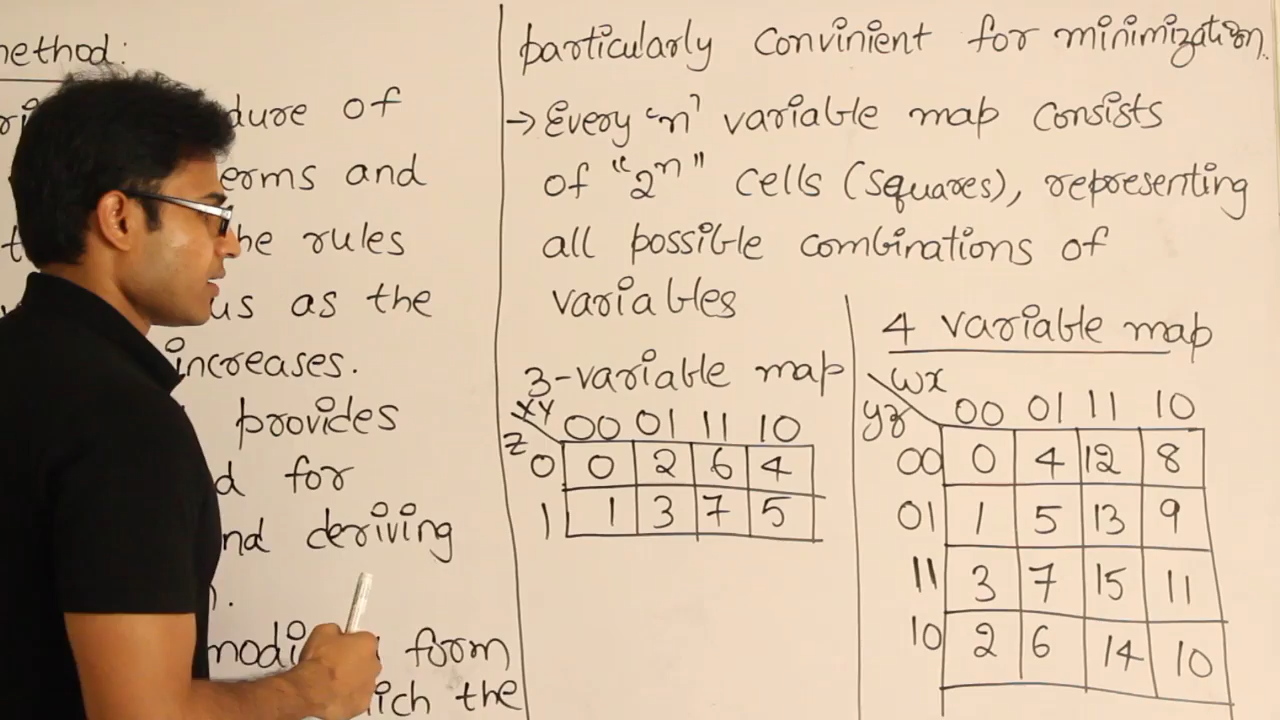 method:
dure of
erms and
he rules
us as the
increases.
provides
d for
nd deriving
form
ich the
particularly convinient for minimization.
→ Every 'n' variable map consists
of "2ⁿ" cells (squares), representing
all possible combinations of
variables
3-variable map
XY 00 01 11 10
Z
0 0 2 6 4
1 1 3 7 5
4 variable map
wx
yz 00 01 11 10
00 0 4 12 8
01 1 5 13 9
11 3 7 15 11
10 2 6 14 10